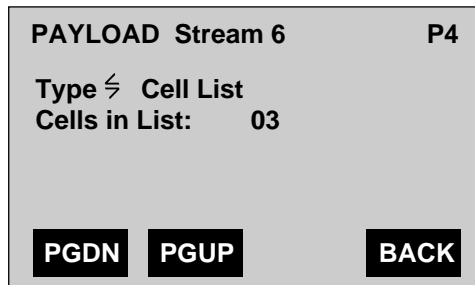 PAYLOAD Stream 6 P4
Type Cell List
Cells in List: 03
PGDN PGUP BACK